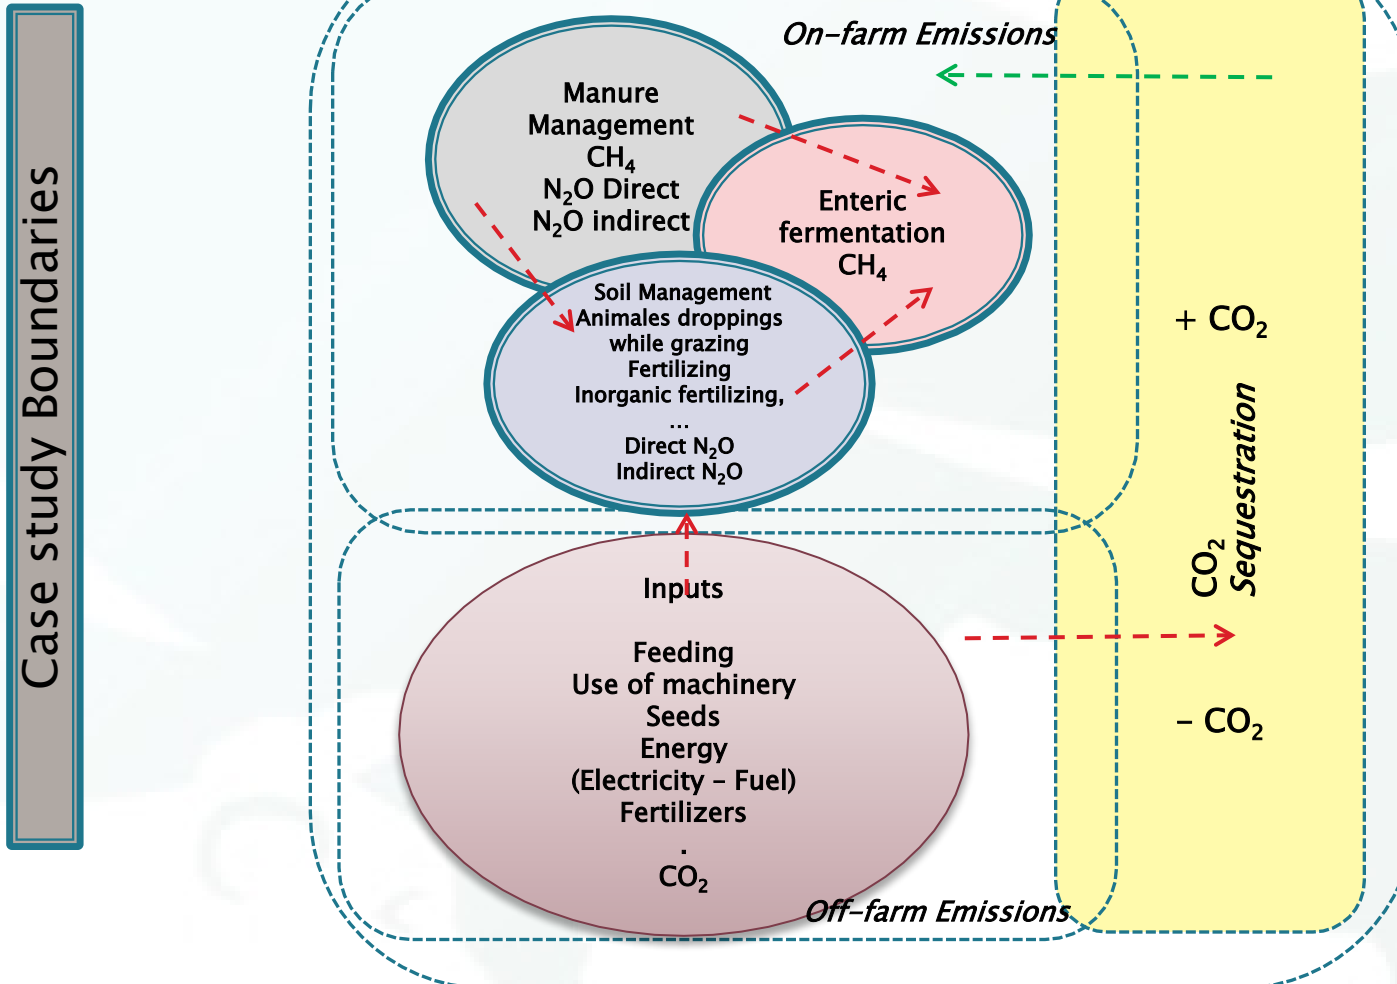 Case study Boundaries
On-farm Emissions
Manure
Management
CH₄
N₂O Direct
N₂O indirect
Enteric
fermentation
CH₄
Soil Management
Animales droppings
while grazing
Fertilizing
Inorganic fertilizing,
...
Direct N₂O
Indirect N₂O
+ CO₂
CO₂
Sequestration
– CO₂
Inputs
Feeding
Use of machinery
Seeds
Energy
(Electricity – Fuel)
Fertilizers
.
CO₂
Off-farm Emissions